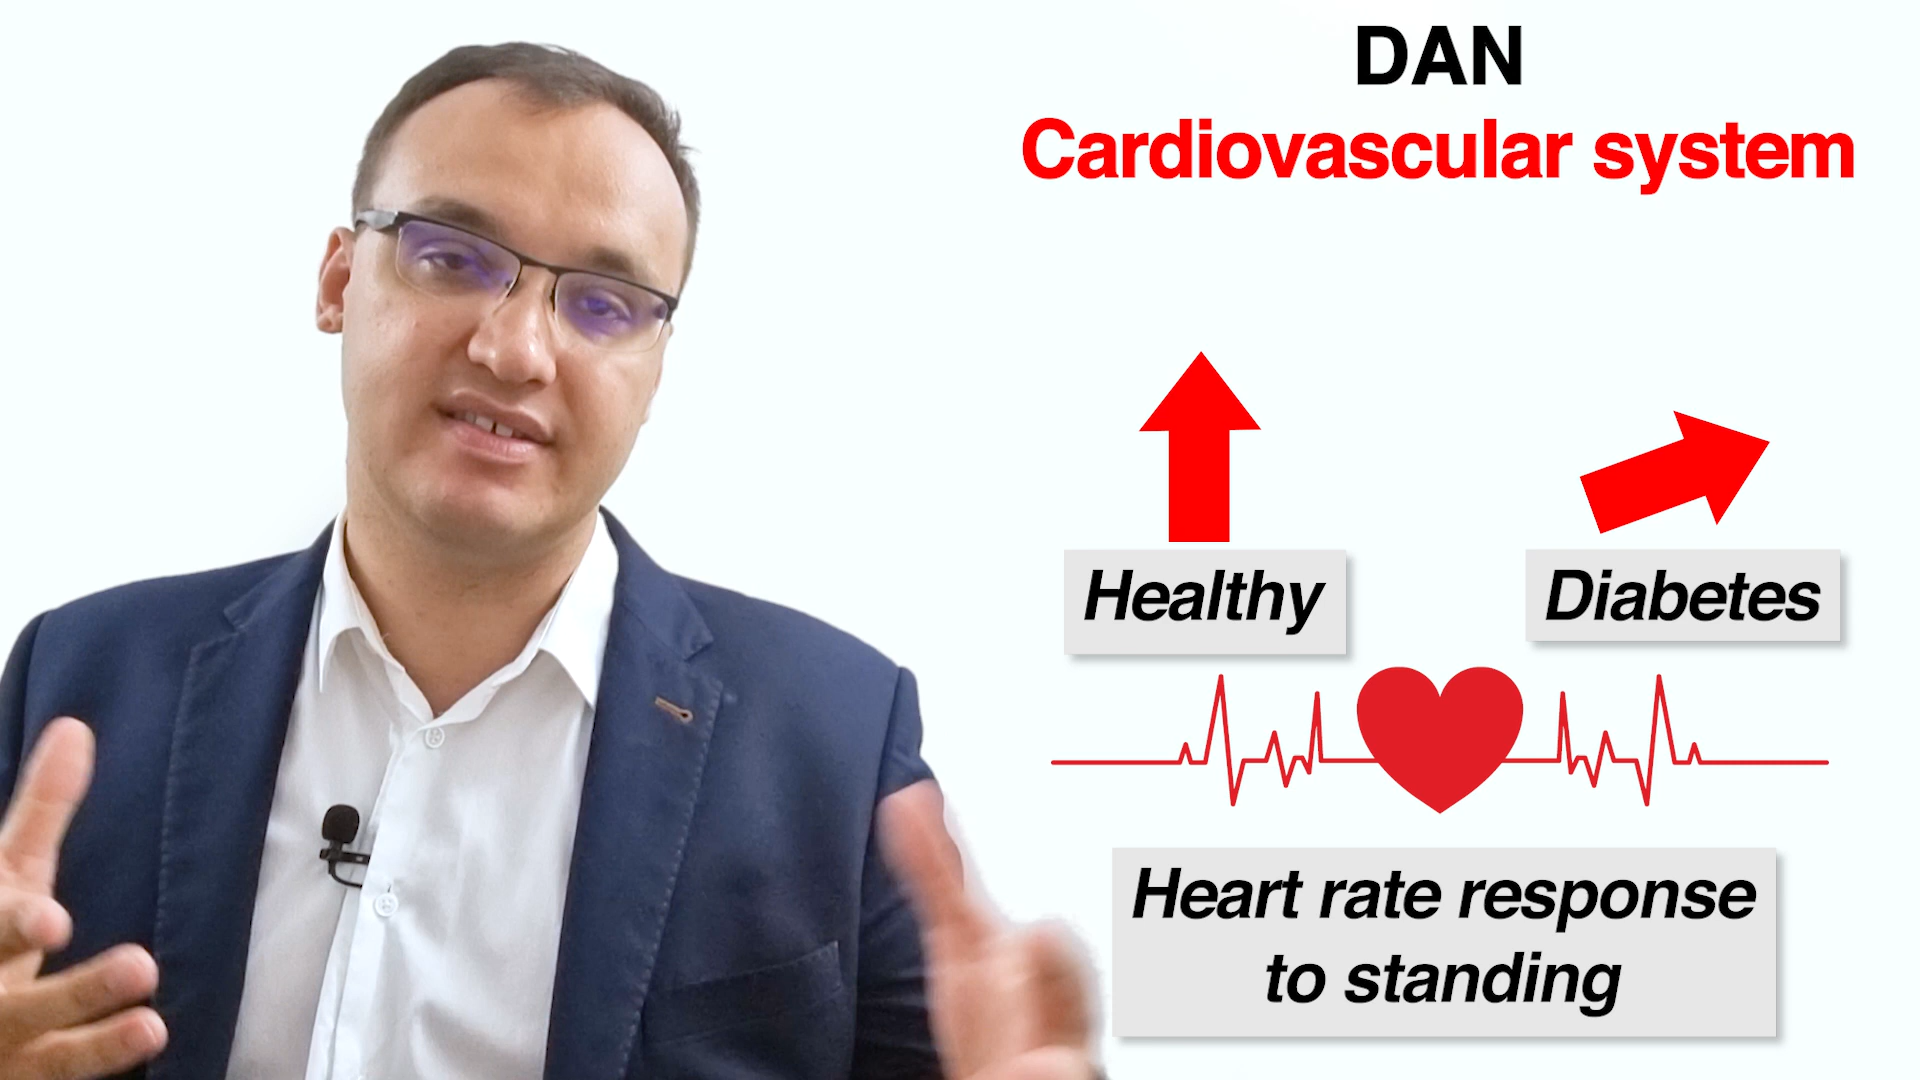 DAN
Cardiovascular system
Healthy
Diabetes
Heart rate response
to standing